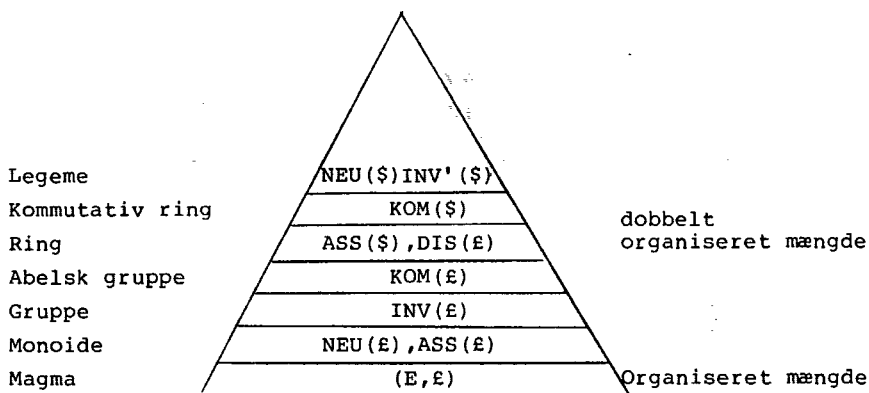 Legeme NEU($)INV'($)
Kommutativ ring KOM($)
dobbelt
Ring ASS($),DIS(£) organiseret mængde
Abelsk gruppe KOM(£)
Gruppe INV(£)
Monoide NEU(£),ASS(£)
Magma (E,£) Organiseret mængde